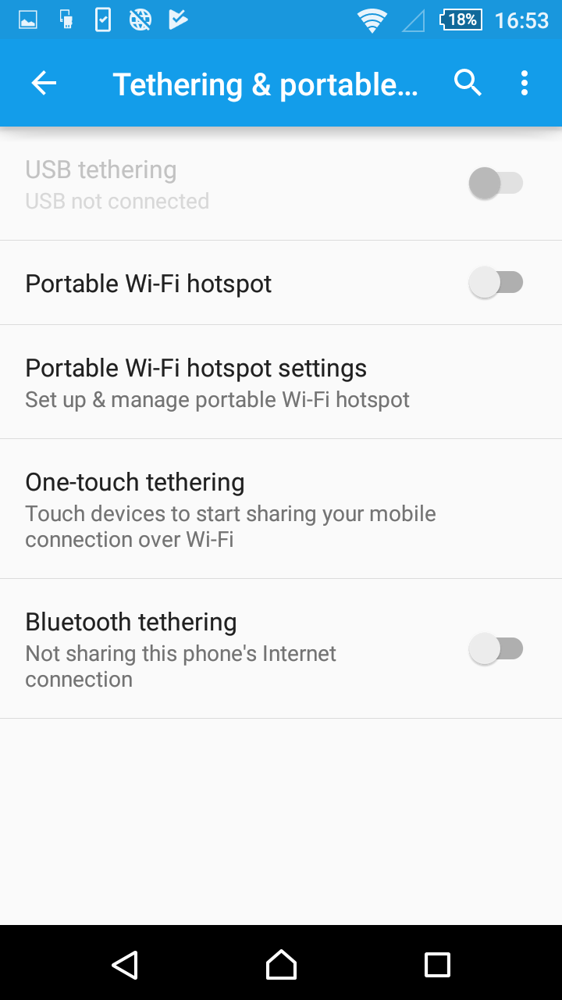 18% 16:53
Tethering & portable...
USB tethering
USB not connected
Portable Wi-Fi hotspot
Portable Wi-Fi hotspot settings
Set up & manage portable Wi-Fi hotspot
One-touch tethering
Touch devices to start sharing your mobile
connection over Wi-Fi
Bluetooth tethering
Not sharing this phone's Internet
connection